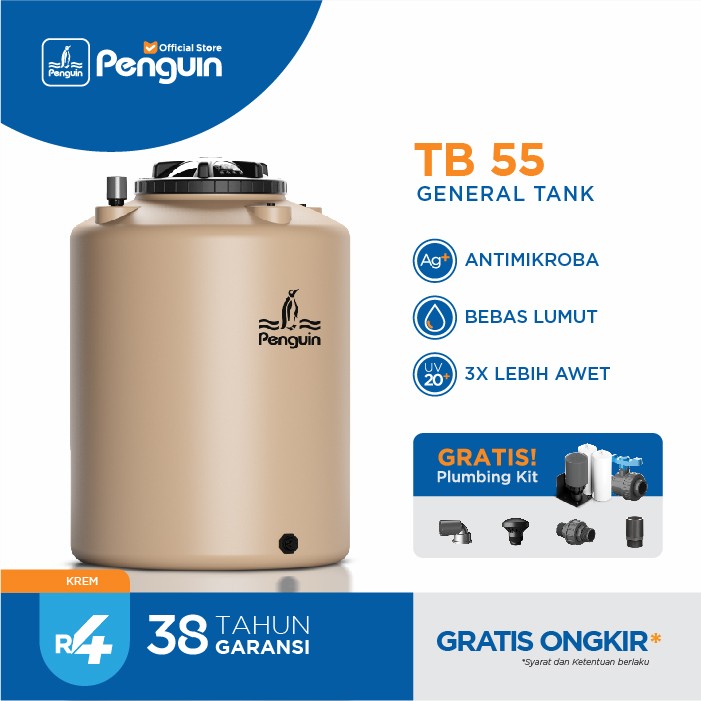 Official Store
Penguin
Penguin
TB 55
GENERAL TANK
Ag+ ANTIMIKROBA
BEBAS LUMUT
UV
20+ 3X LEBIH AWET
Penguin
GRATIS!
Plumbing Kit
KREM
R4
38 TAHUN
GARANSI
GRATIS ONGKIR*
*Syarat dan Ketentuan berlaku